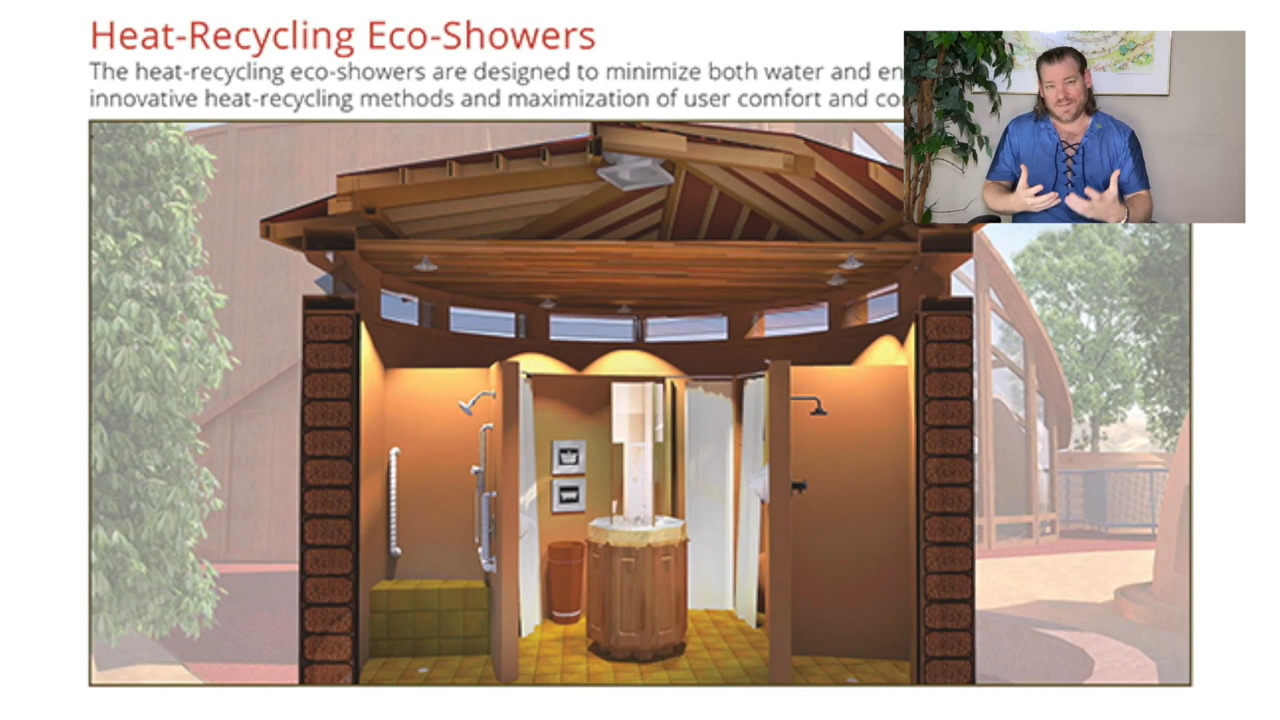 Heat-Recycling Eco-Showers
The heat-recycling eco-showers are designed to minimize both water and en
innovative heat-recycling methods and maximization of user comfort and co